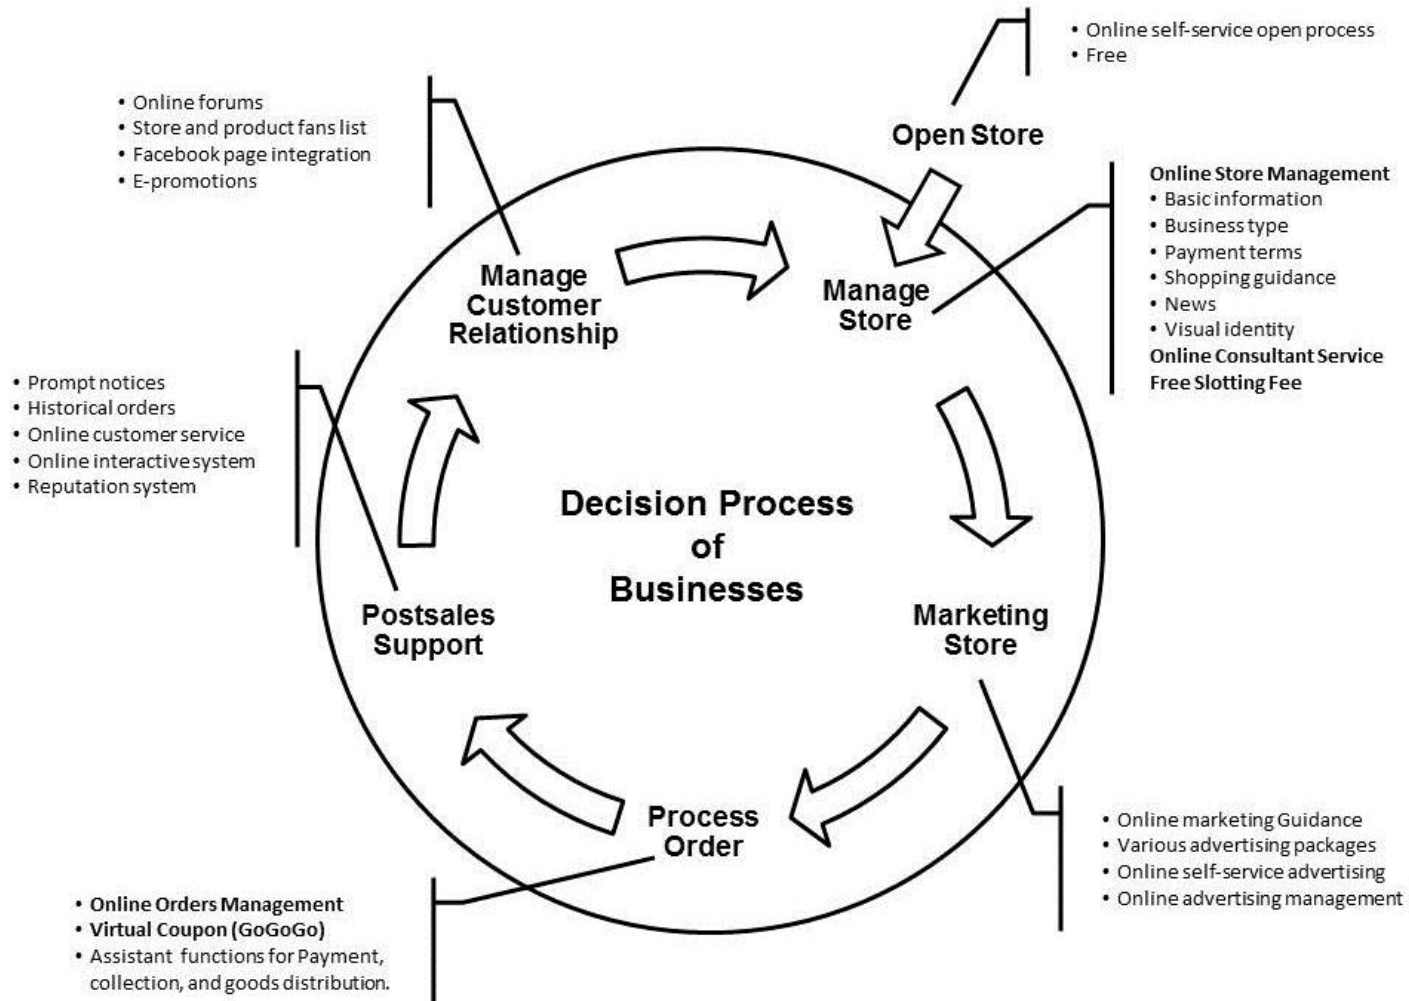 • Online self-service open process
• Free
Open Store
• Online forums
• Store and product fans list
• Facebook page integration
• E-promotions
Manage
Customer
Relationship
Manage
Store
Online Store Management
• Basic information
• Business type
• Payment terms
• Shopping guidance
• News
• Visual identity
Online Consultant Service
Free Slotting Fee
• Prompt notices
• Historical orders
• Online customer service
• Online interactive system
• Reputation system
Decision Process
of
Businesses
Postsales
Support
Marketing
Store
Process
Order
• Online marketing Guidance
• Various advertising packages
• Online self-service advertising
• Online advertising management
• Online Orders Management
• Virtual Coupon (GoGoGo)
• Assistant functions for Payment,
collection, and goods distribution.